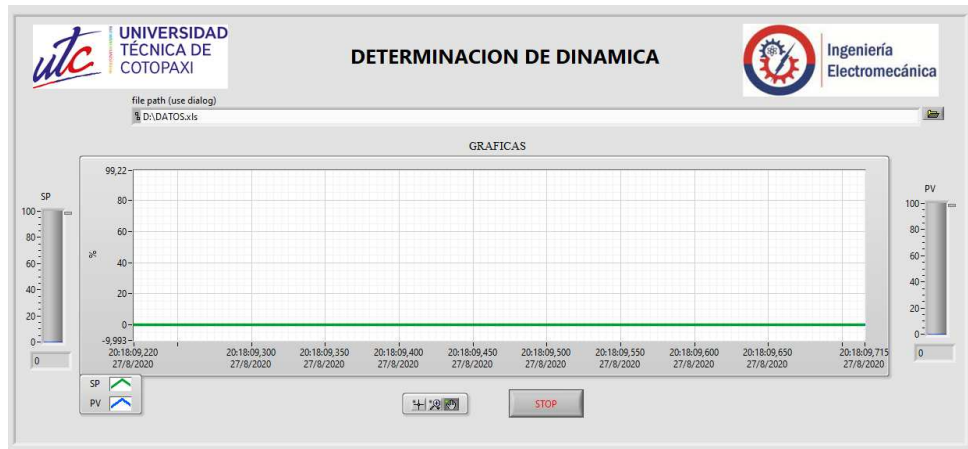 utc
UNIVERSIDAD
TÉCNICA DE
COTOPAXI
DETERMINACION DE DINAMICA
Ingeniería
Electromecánica
file path (use dialog)
D:\DATOS.xls
GRAFICAS
SP
100
80
60
40
20
0
0
%
99,22
80
60
40
20
0
-9,993
20:18:09,220 20:18:09,300 20:18:09,350 20:18:09,400 20:18:09,450 20:18:09,500 20:18:09,550 20:18:09,600 20:18:09,650 20:18:09,715
27/8/2020 27/8/2020 27/8/2020 27/8/2020 27/8/2020 27/8/2020 27/8/2020 27/8/2020 27/8/2020 27/8/2020
PV
100
80
60
40
20
0
0
SP
PV
STOP